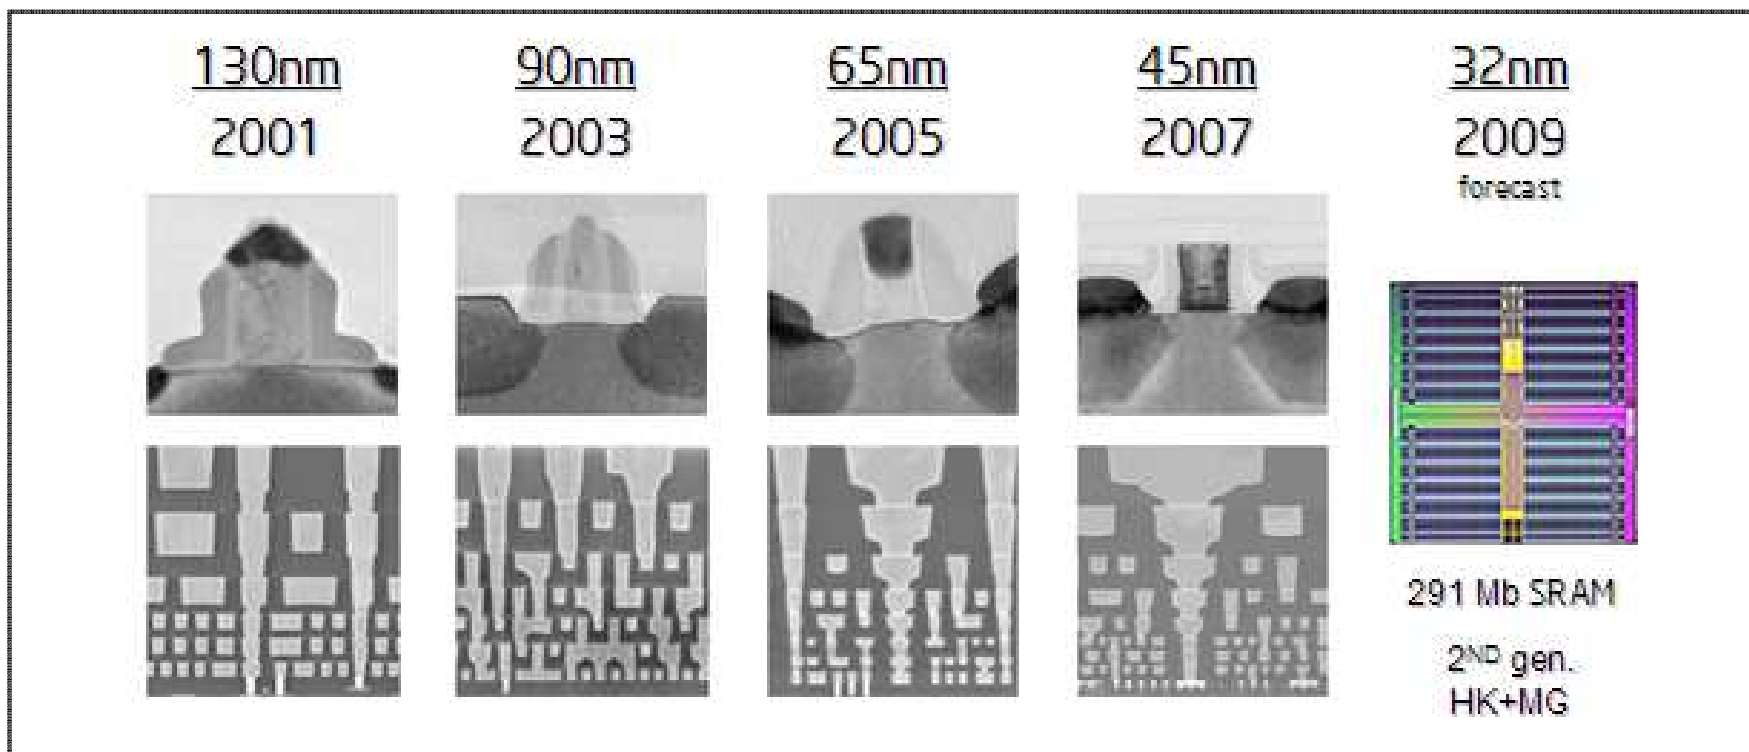 130nm
2001
90nm
2003
65nm
2005
45nm
2007
32nm
2009
forecast
291 Mb SRAM
2ND gen.
HK+MG